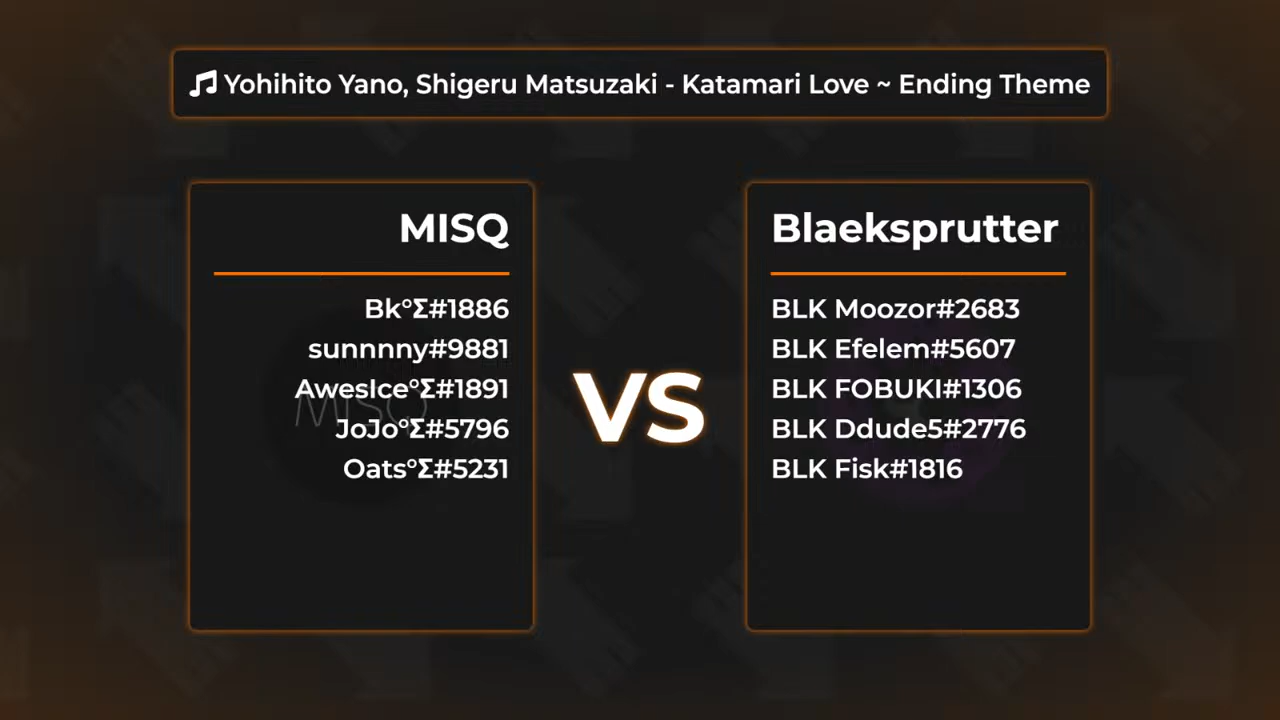 Yohihito Yano, Shigeru Matsuzaki - Katamari Love ~ Ending Theme
MISQ
Bk°Σ#1886
sunnnny#9881
AwesIce°Σ#1891
JoJo°Σ#5796
Oats°Σ#5231
MISQ
VS
Blaeksprutter
BLK Moozor#2683
BLK Efelem#5607
BLK FOBUKI#1306
BLK Ddude5#2776
BLK Fisk#1816